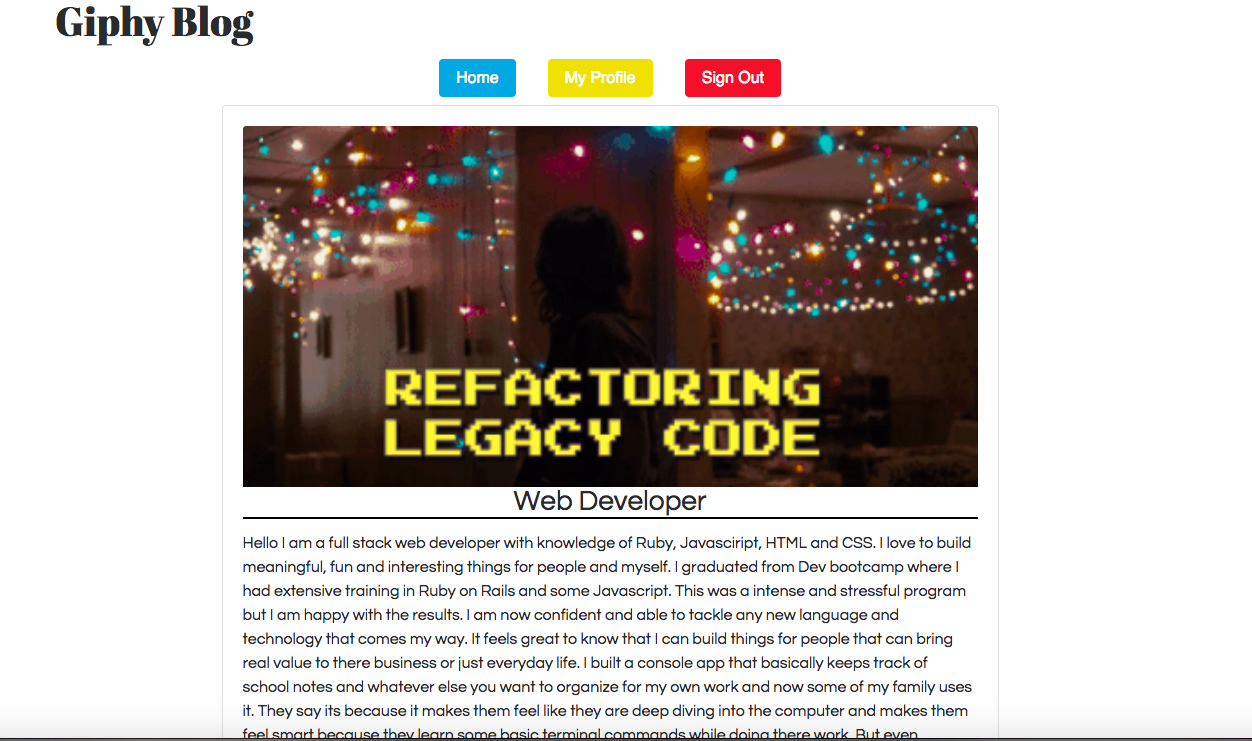 Giphy Blog
Home My Profile Sign Out
REFACTORING
LEGACY CODE
Web Developer
Hello I am a full stack web developer with knowledge of Ruby, Javasciript, HTML and CSS. I love to build
meaningful, fun and interesting things for people and myself. I graduated from Dev bootcamp where I
had extensive training in Ruby on Rails and some Javascript. This was a intense and stressful program
but I am happy with the results. I am now confident and able to tackle any new language and
technology that comes my way. It feels great to know that I can build things for people that can bring
real value to there business or just everyday life. I built a console app that basically keeps track of
school notes and whatever else you want to organize for my own work and now some of my family uses
it. They say its because it makes them feel like they are deep diving into the computer and makes them
feel smart because they learn some basic terminal commands while doing there work. But even